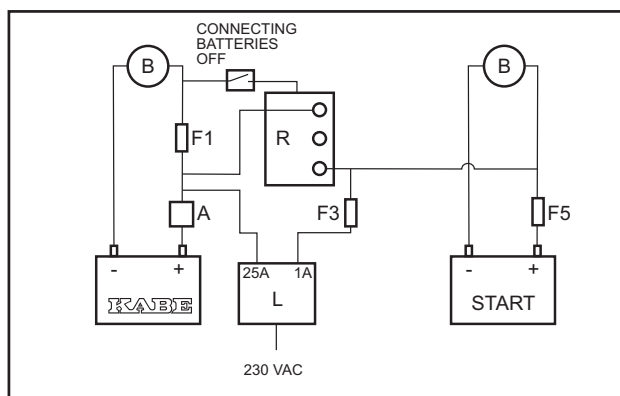 CONNECTING
BATTERIES
OFF
B
B
F1
R
A
F3
F5
- +
25A 1A
- +
KABE
L
START
230 VAC